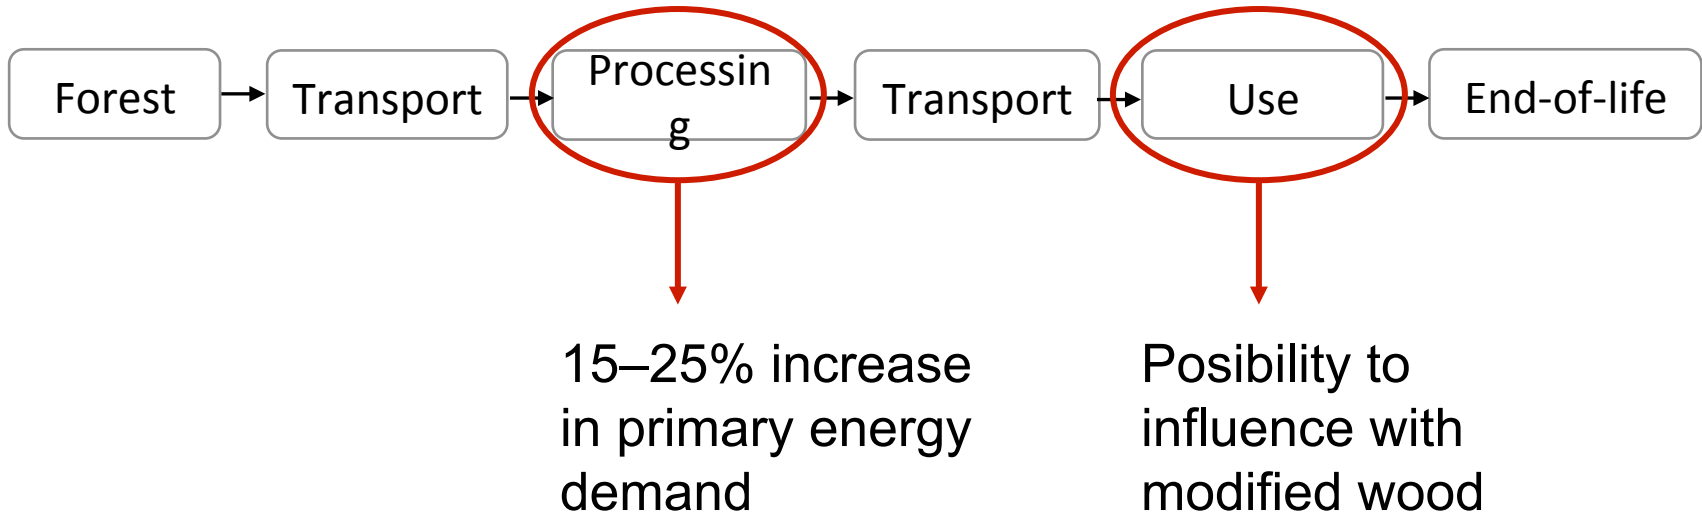 Forest
Transport
Processin
g
Transport
Use
End-of-life
15–25% increase
in primary energy
demand
Posibility to
influence with
modified wood